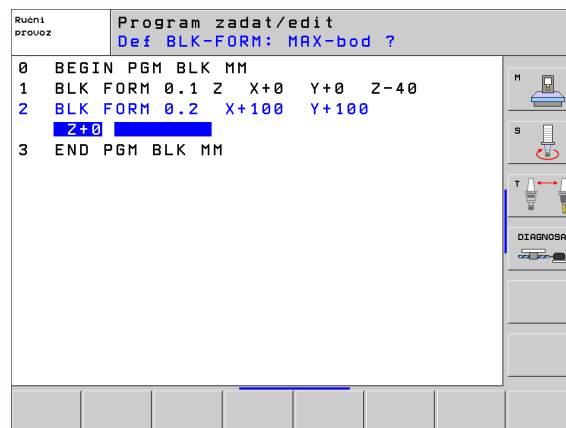 Ručni
provoz
Program zadat/edit
Def BLK-FORM: MAX-bod ?
0 BEGIN PGM BLK MM
1 BLK FORM 0.1 Z X+0 Y+0 Z-40
2 BLK FORM 0.2 X+100 Y+100
Z+0
3 END PGM BLK MM
M
S
T
DIAGNOSA